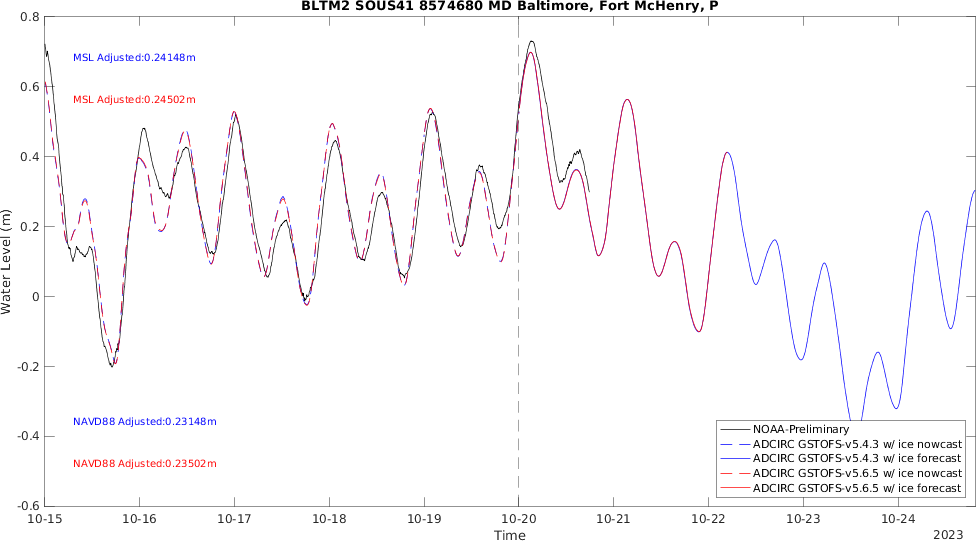 BLTM2 SOUS41 8574680 MD Baltimore, Fort McHenry, P
0.8
0.6
0.4
0.2
0
-0.2
-0.4
-0.6
Water Level (m)
MSL Adjusted:0.24148m
MSL Adjusted:0.24502m
NAVD88 Adjusted:0.23148m
NAVD88 Adjusted:0.23502m
NOAA-Preliminary
ADCIRC GSTOFS-v5.4.3 w/ ice nowcast
ADCIRC GSTOFS-v5.4.3 w/ ice forecast
ADCIRC GSTOFS-v5.6.5 w/ ice nowcast
ADCIRC GSTOFS-v5.6.5 w/ ice forecast
10-15 10-16 10-17 10-18 10-19 10-20 10-21 10-22 10-23 10-24
Time
2023